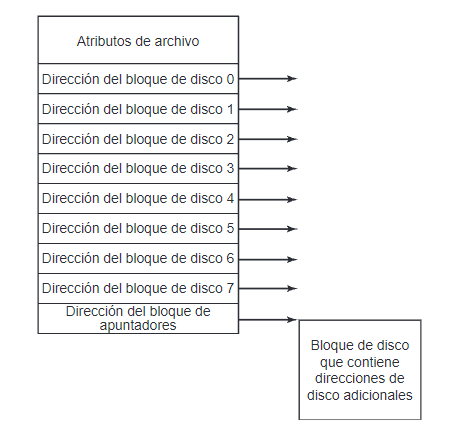 Atributos de archivo
Dirección del bloque de disco 0
Dirección del bloque de disco 1
Dirección del bloque de disco 2
Dirección del bloque de disco 3
Dirección del bloque de disco 4
Dirección del bloque de disco 5
Dirección del bloque de disco 6
Dirección del bloque de disco 7
Dirección del bloque de
apuntadores
Bloque de disco
que contiene
direcciones de
disco adicionales